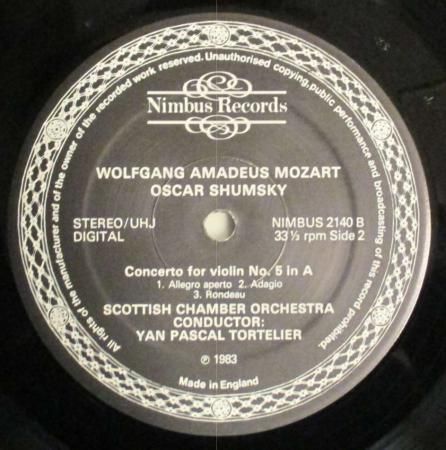 All rights of the manufacturer and of the owner of the recorded work reserved. Unauthorised copying, public performance and broadcasting of this record prohibited.
Nimbus Records
WOLFGANG AMADEUS MOZART
OSCAR SHUMSKY
STEREO/UHJ NIMBUS 2140 B
DIGITAL 33⅓ rpm Side 2
Concerto for violin No. 5 in A
1. Allegro aperto 2. Adagio
3. Rondeau
SCOTTISH CHAMBER ORCHESTRA
CONDUCTOR:
YAN PASCAL TORTELIER
℗ 1983
Made in England